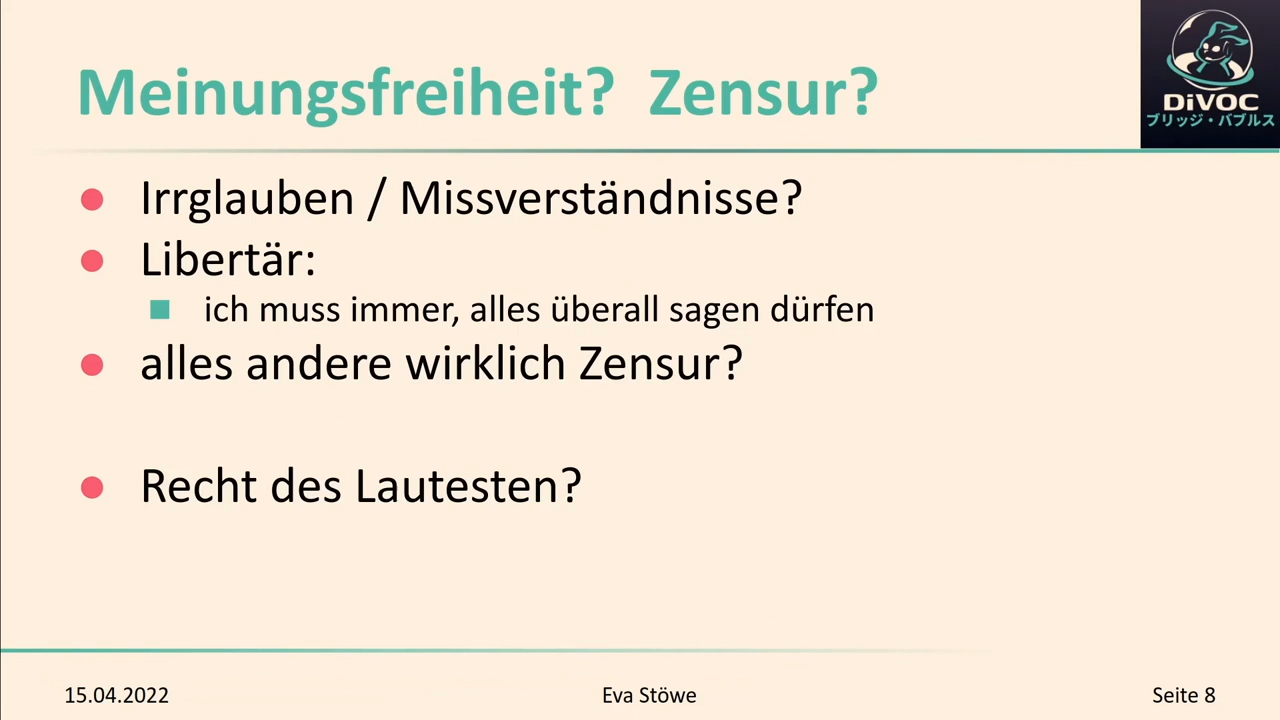 Meinungsfreiheit? Zensur?
DiVOC
ブリッジ・バブルス
● Irrglauben / Missverständnisse?
● Libertär:
■ ich muss immer, alles überall sagen dürfen
● alles andere wirklich Zensur?
● Recht des Lautesten?
15.04.2022 Eva Stöwe Seite 8